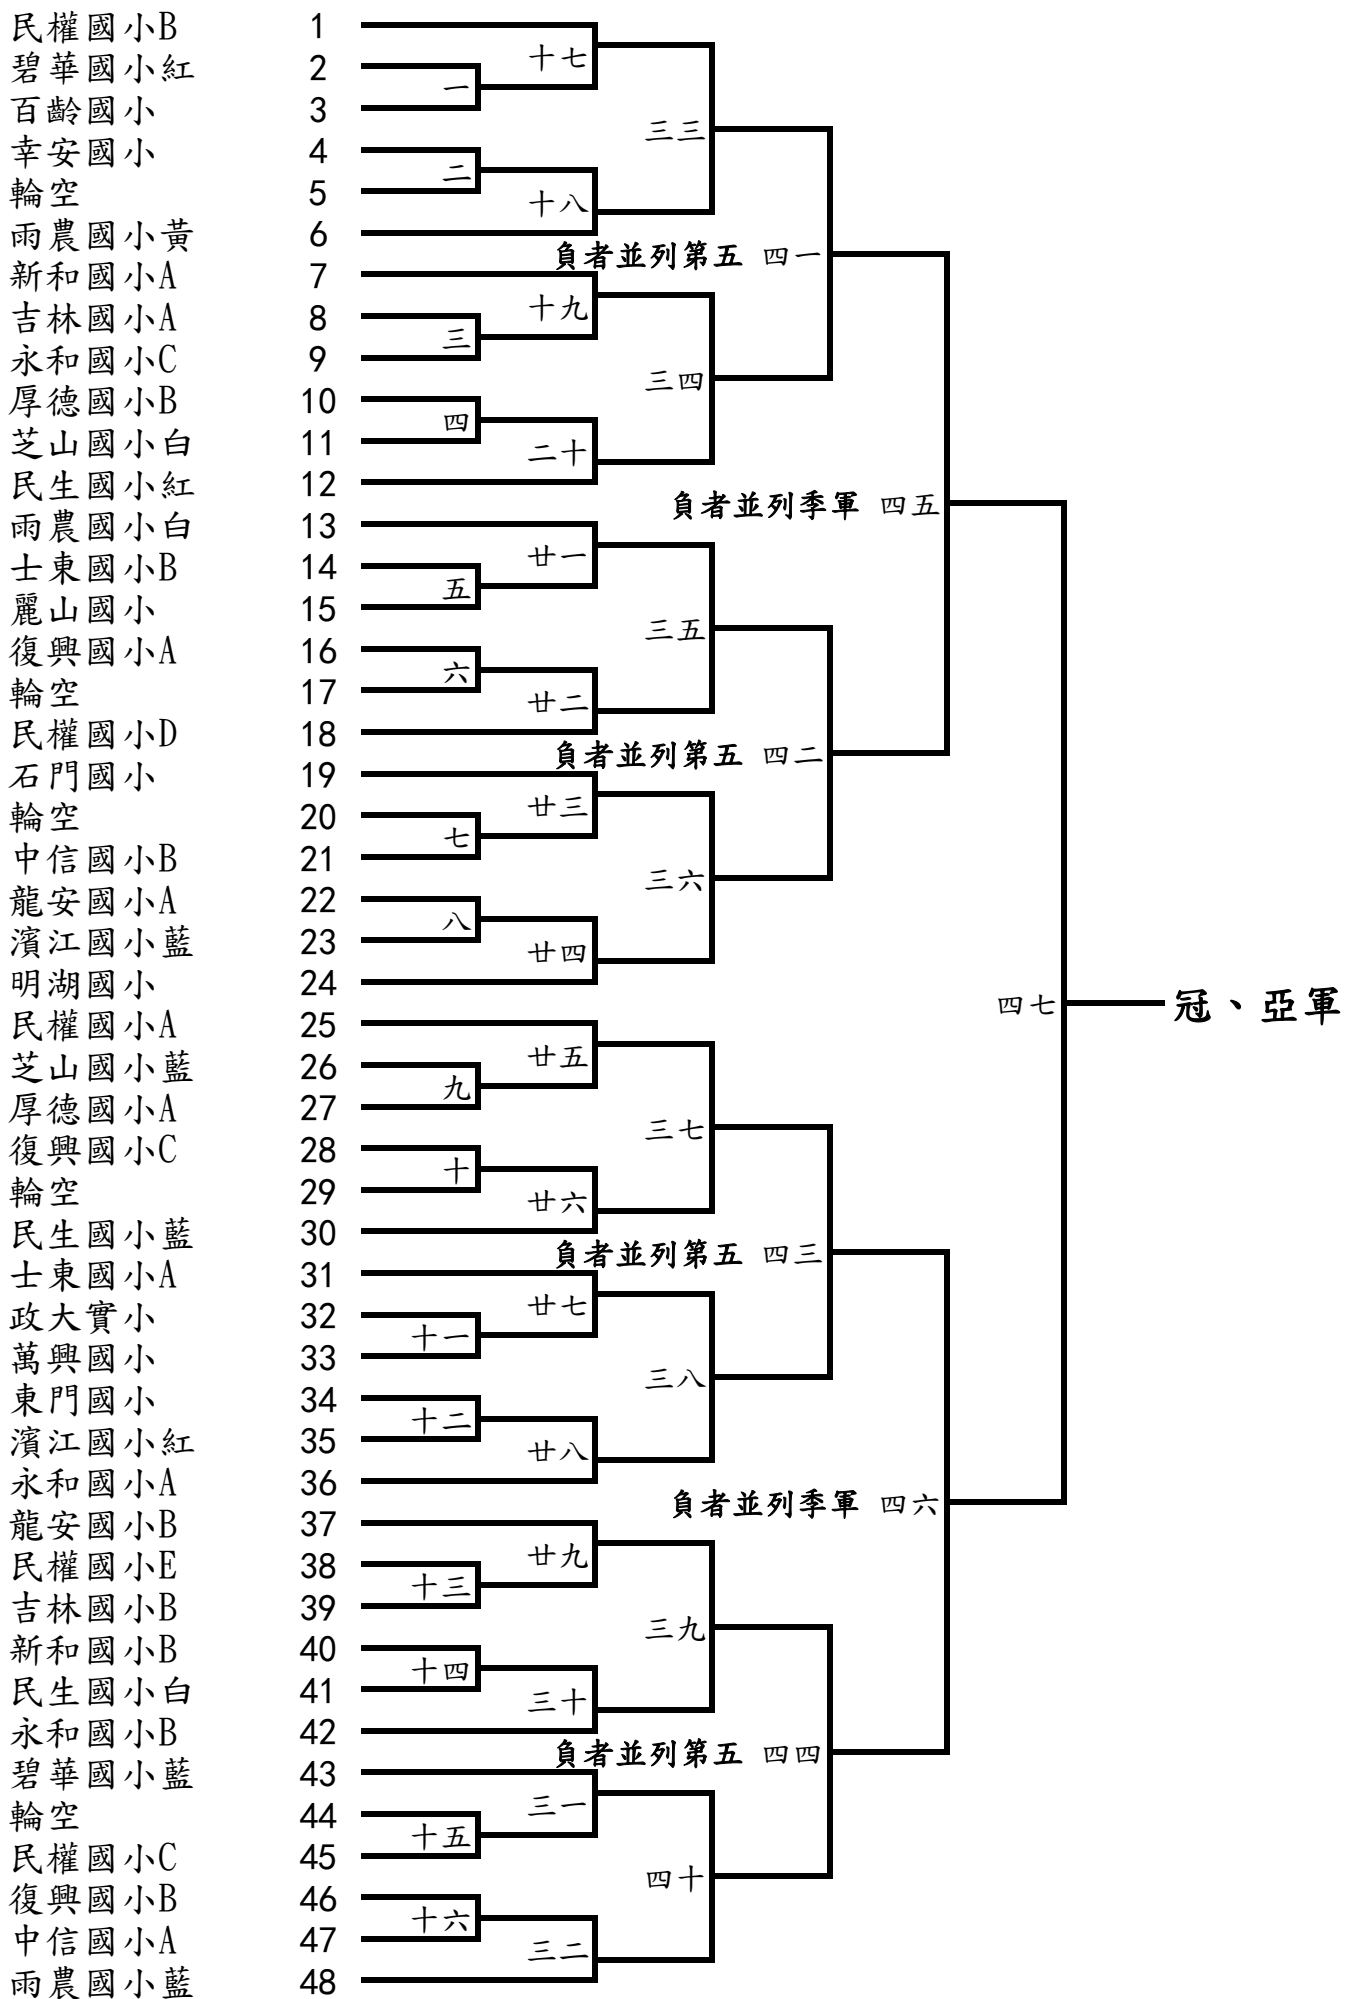 民權國小B 1
十七
碧華國小紅 2
一
百齡國小 3
三三
幸安國小 4
二
輪空 5
十八
雨農國小黃 6
負者並列第五 四一
新和國小A 7
十九
吉林國小A 8
三
永和國小C 9
三四
厚德國小B 10
四
芝山國小白 11
二十
民生國小紅 12
負者並列季軍 四五
雨農國小白 13
廿一
士東國小B 14
五
麗山國小 15
三五
復興國小A 16
六
輪空 17
廿二
民權國小D 18
負者並列第五 四二
石門國小 19
廿三
輪空 20
七
中信國小B 21
三六
龍安國小A 22
八
濱江國小藍 23
廿四
明湖國小 24
四七 冠、亞軍
民權國小A 25
廿五
芝山國小藍 26
九
厚德國小A 27
三七
復興國小C 28
十
輪空 29
廿六
民生國小藍 30
負者並列第五 四三
士東國小A 31
廿七
政大實小 32
十一
萬興國小 33
三八
東門國小 34
十二
濱江國小紅 35
廿八
永和國小A 36
負者並列季軍 四六
龍安國小B 37
廿九
民權國小E 38
十三
吉林國小B 39
三九
新和國小B 40
十四
民生國小白 41
三十
永和國小B 42
負者並列第五 四四
碧華國小藍 43
三一
輪空 44
十五
民權國小C 45
四十
復興國小B 46
十六
中信國小A 47
三二
雨農國小藍 48